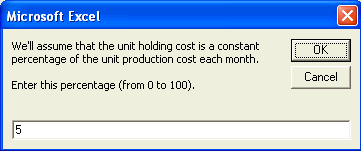 Microsoft Excel
We'll assume that the unit holding cost is a constant
percentage of the unit production cost each month.
Enter this percentage (from 0 to 100).
OK
Cancel
5